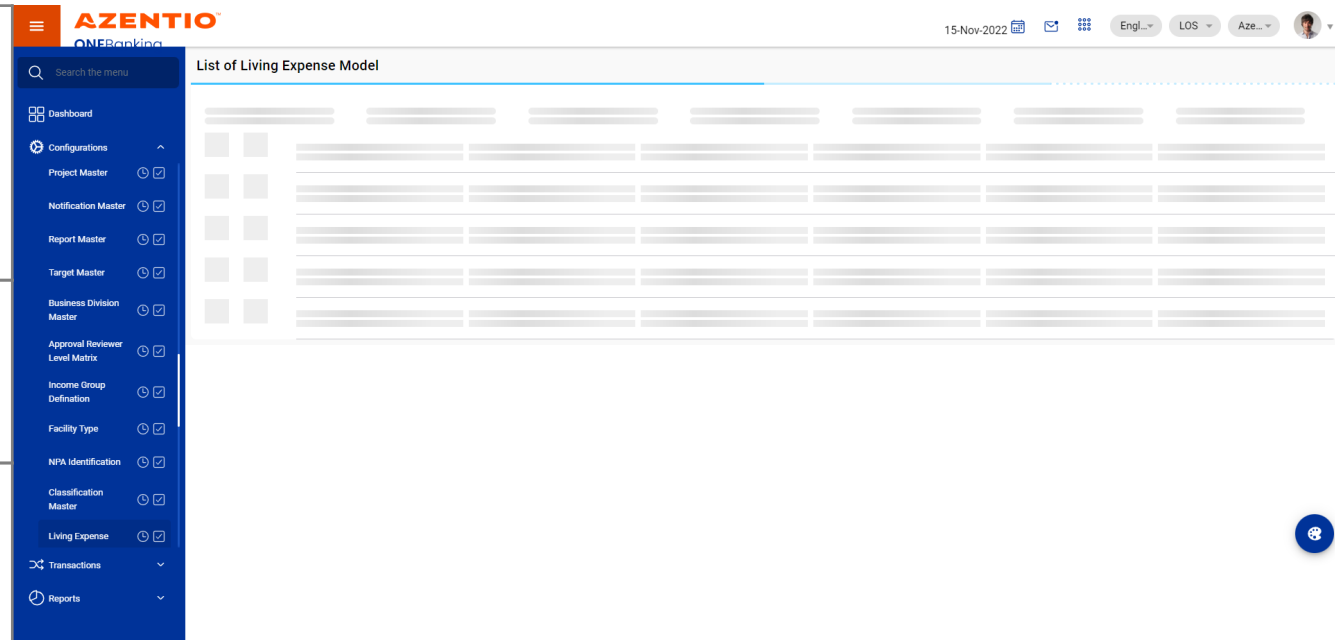 AZENTIO™
ONEBanking
15-Nov-2022
Engl...
LOS
Aze...
Search the menu
List of Living Expense Model
Dashboard
Configurations
Project Master
Notification Master
Report Master
Target Master
Business Division
Master
Approval Reviewer
Level Matrix
Income Group
Defination
Facility Type
NPA Identification
Classification
Master
Living Expense
Transactions
Reports